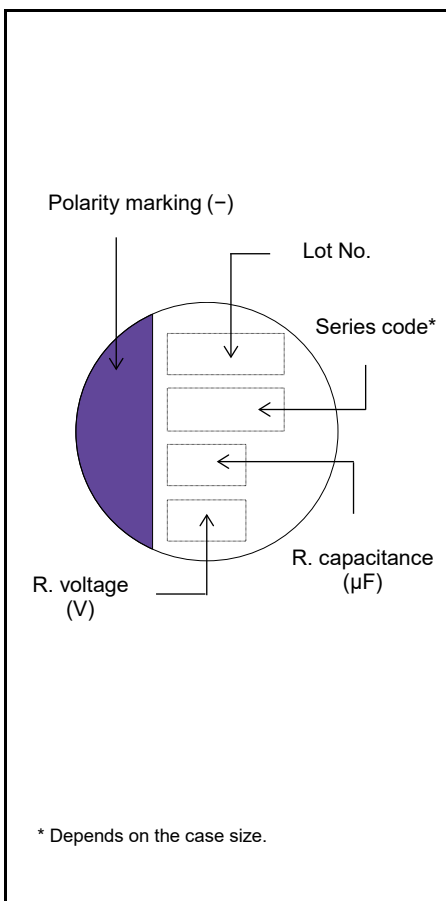 Polarity marking (−)
Lot No.
Series code*
R. capacitance
(µF)
R. voltage
(V)
* Depends on the case size.